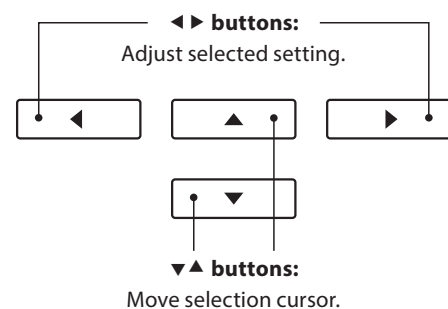 ◀ ▶ buttons:
Adjust selected setting.
◀
▲
▶
▼
▼▲ buttons:
Move selection cursor.